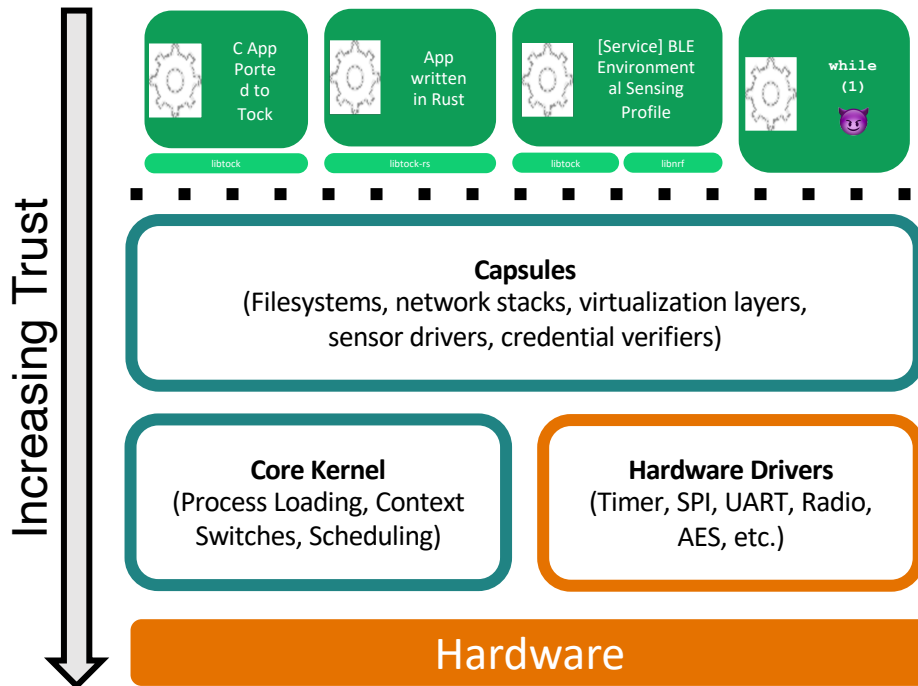 C App
Porte
d to
Tock
App
written
in Rust
[Service] BLE
Environment
al Sensing
Profile
while
(1)
libtock
libtock-rs
libtock
libnrf
Increasing Trust
Capsules
(Filesystems, network stacks, virtualization layers,
sensor drivers, credential verifiers)
Core Kernel
(Process Loading, Context
Switches, Scheduling)
Hardware Drivers
(Timer, SPI, UART, Radio,
AES, etc.)
Hardware